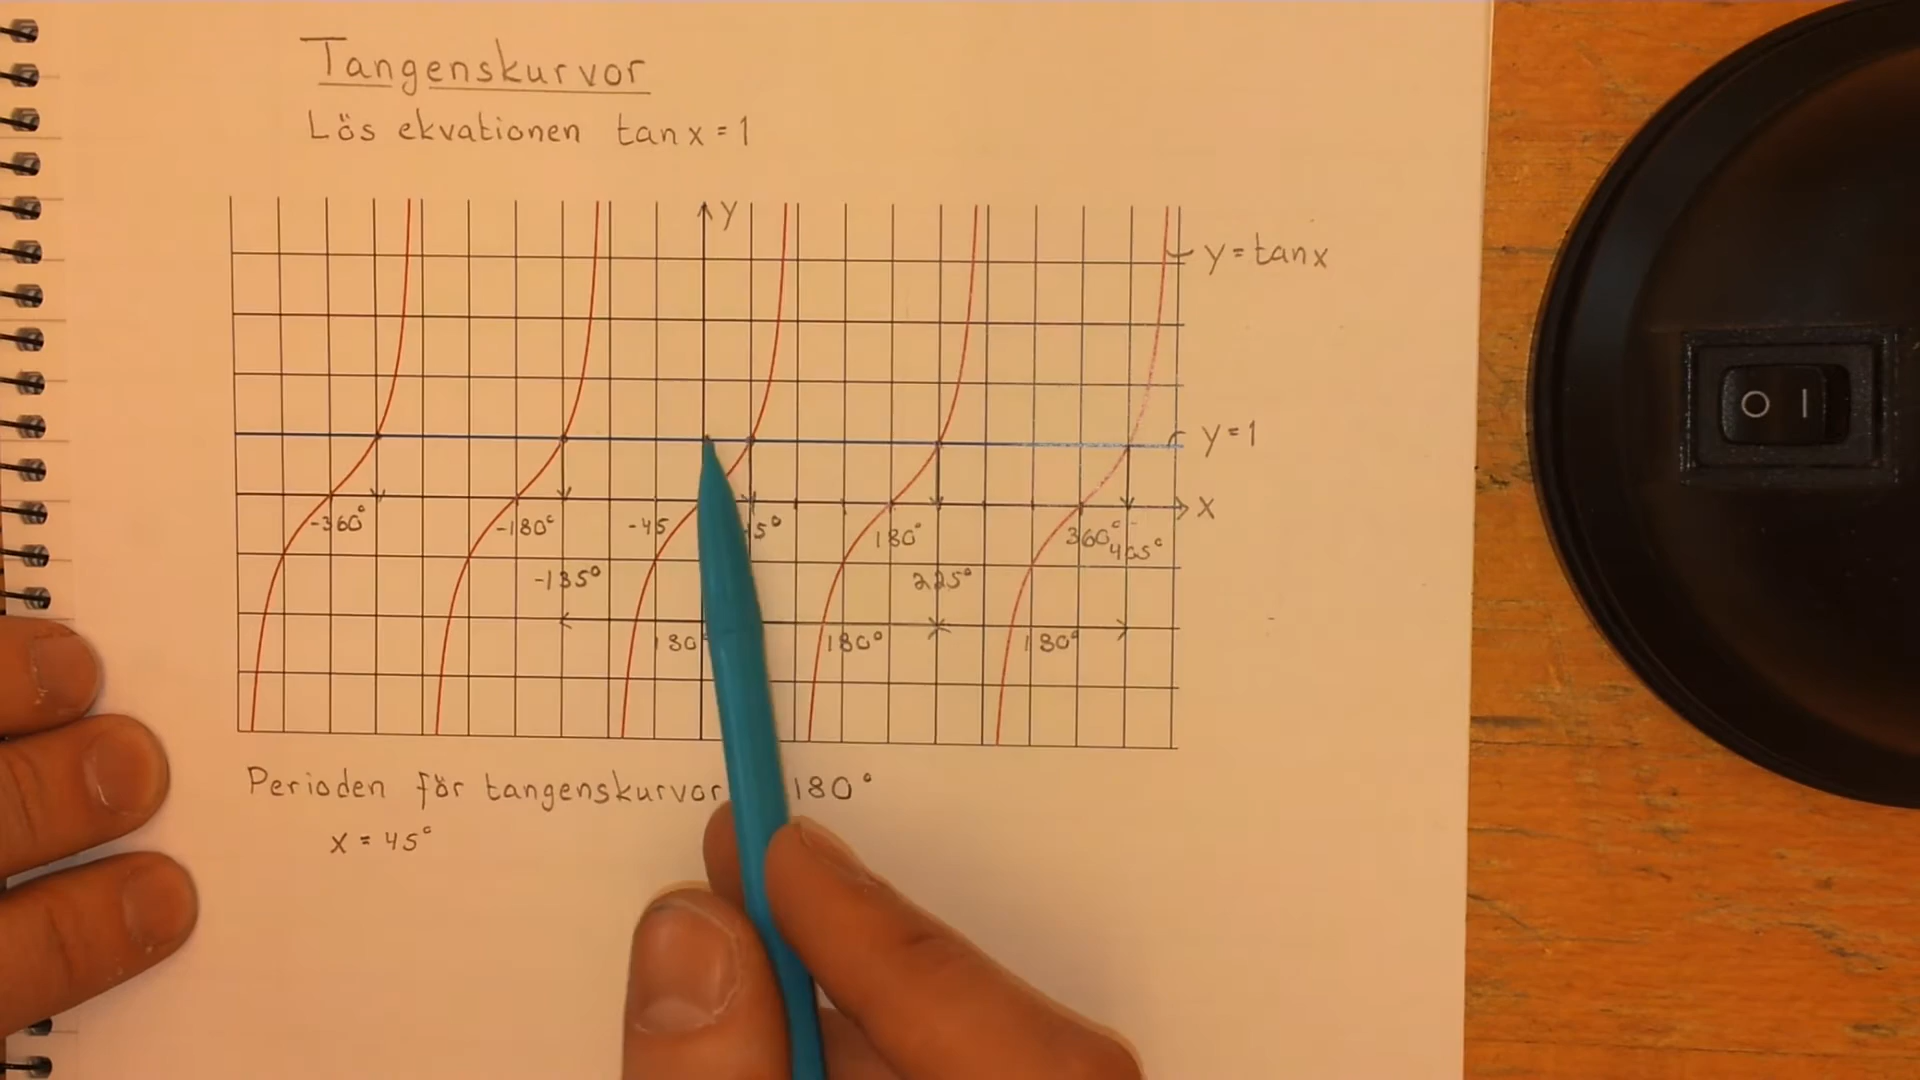 Tangenskurvor
Lös ekvationen tan x = 1
y
y = tan x
y = 1
x
-360° -180° -45 180° 360° 405°
-135° 225°
180° 180° 180°
Perioden för tangenskurvor 180°
x = 45°
O I